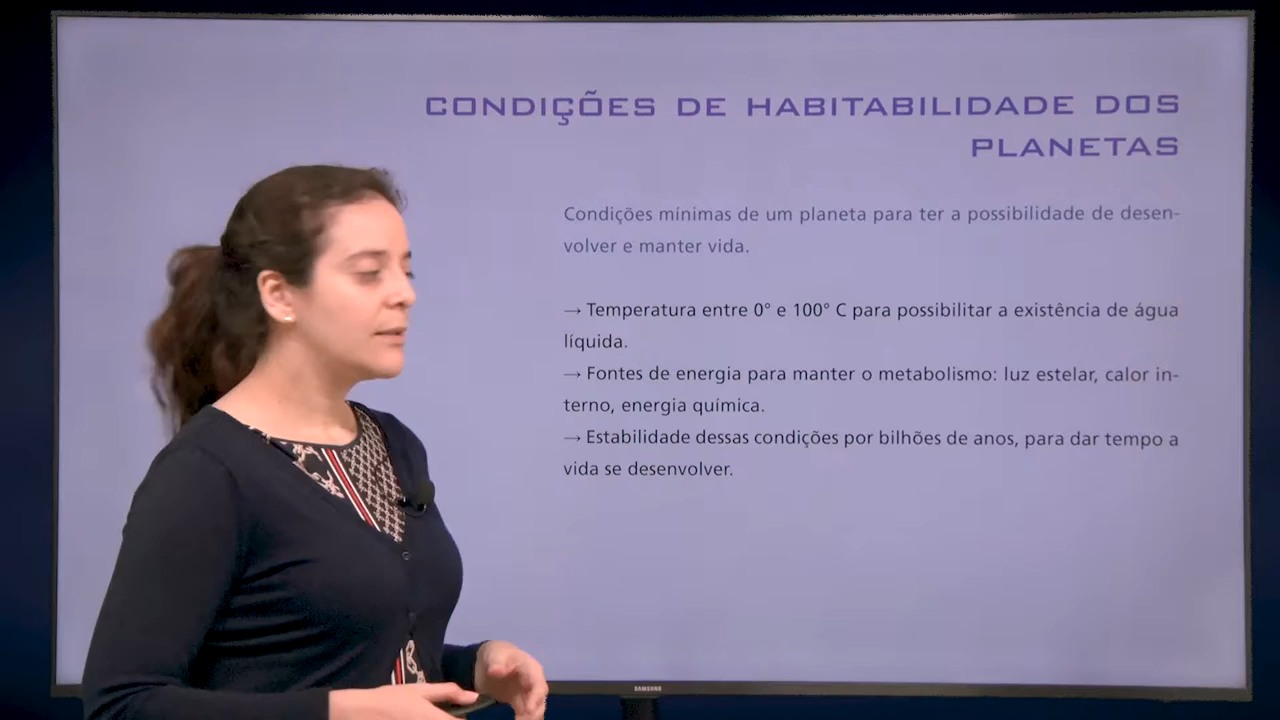 CONDIÇÕES DE HABITABILIDADE DOS
PLANETAS
Condições mínimas de um planeta para ter a possibilidade de desen-
volver e manter vida.
→ Temperatura entre 0° e 100° C para possibilitar a existência de água
líquida.
→ Fontes de energia para manter o metabolismo: luz estelar, calor in-
terno, energia química.
→ Estabilidade dessas condições por bilhões de anos, para dar tempo a
vida se desenvolver.
SAMSUNG